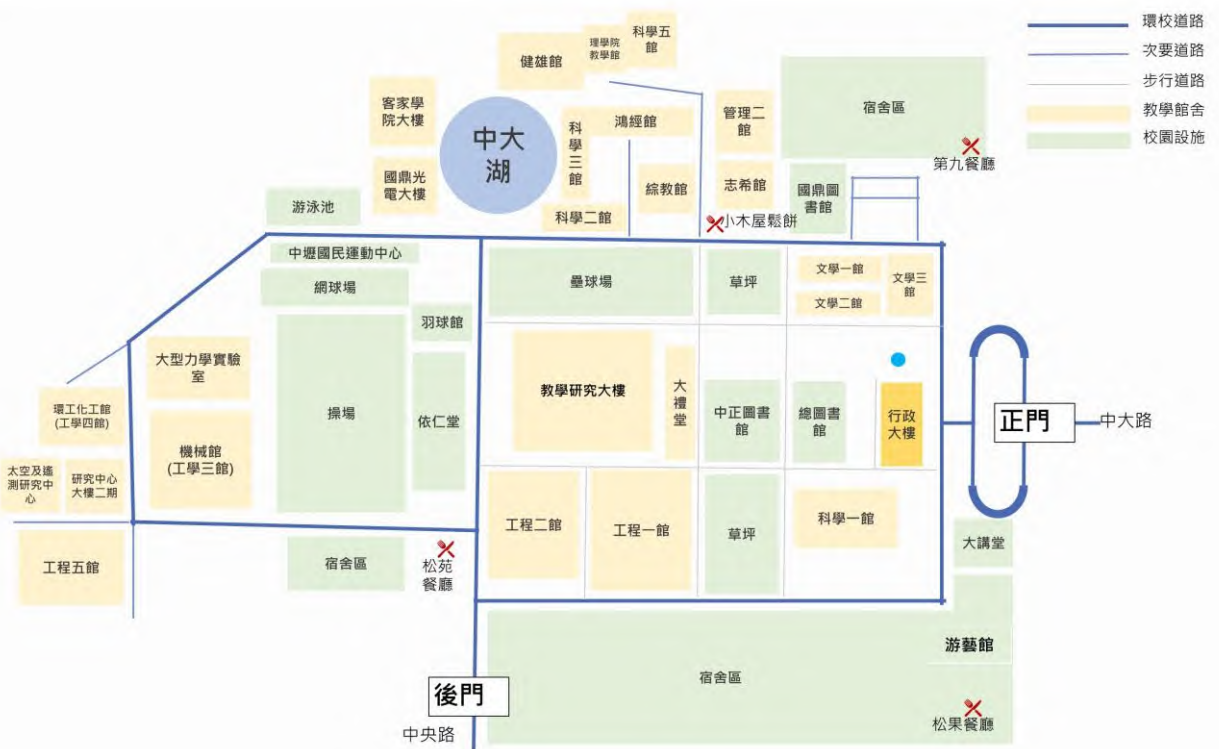 環校道路
次要道路
步行道路
教學館舍
校園設施
科學五
館
理學院
教學館
健雄館
宿舍區
客家學
院大樓
中大
湖
科
學
三
館
鴻經館
管理二
館
第九餐廳
國鼎光
電大樓
綜教館
志希館
國鼎圖
書館
游泳池
科學二館
小木屋鬆餅
中壢國民運動中心
網球場
壘球場
草坪
文學一館
文學二館
文學三
館
羽球館
大型力學實驗
室
教學研究大樓
大
禮
堂
中正圖書
館
總圖書
館
行政
大樓
正門
中大路
環工化工館
(工學四館)
操場
依仁堂
機械館
(工學三館)
太空及遙
測研究中
心
研究中心
大樓二期
工程二館
工程一館
草坪
科學一館
大講堂
工程五館
宿舍區
松苑
餐廳
游藝館
宿舍區
後門
松果餐廳
中央路